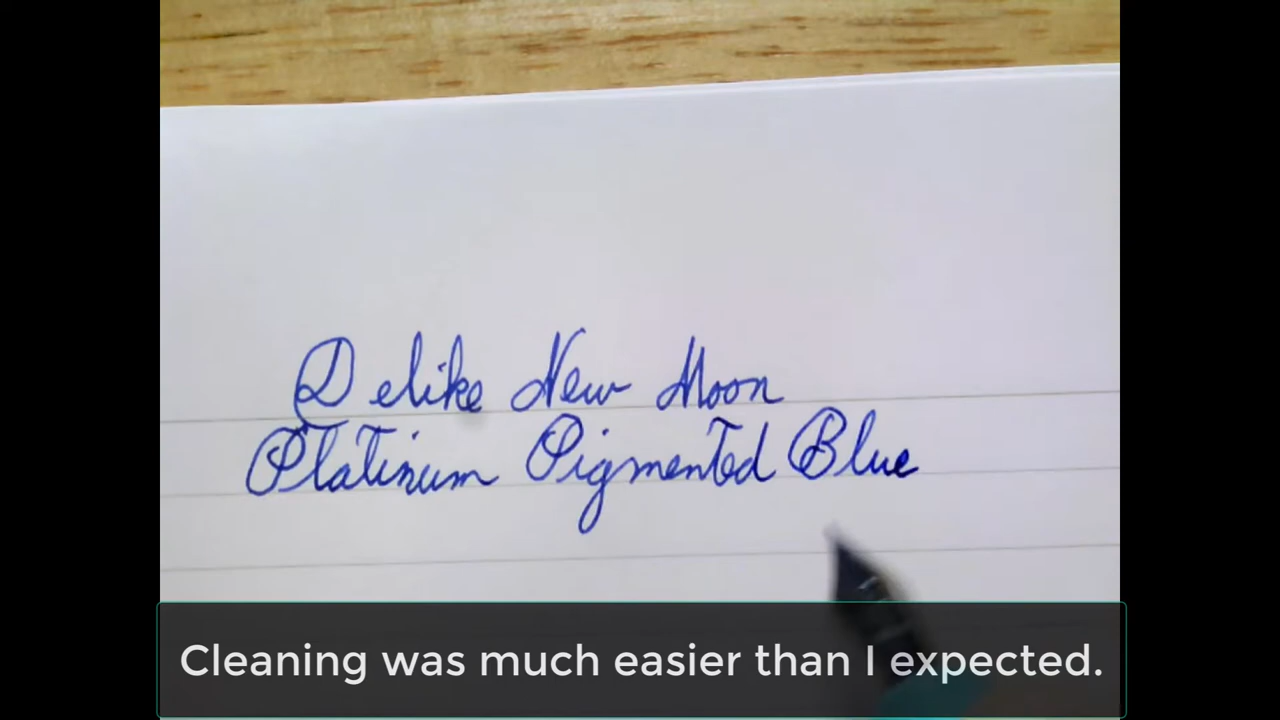 Delike New Moon
Platinum Pigmented Blue
Cleaning was much easier than I expected.